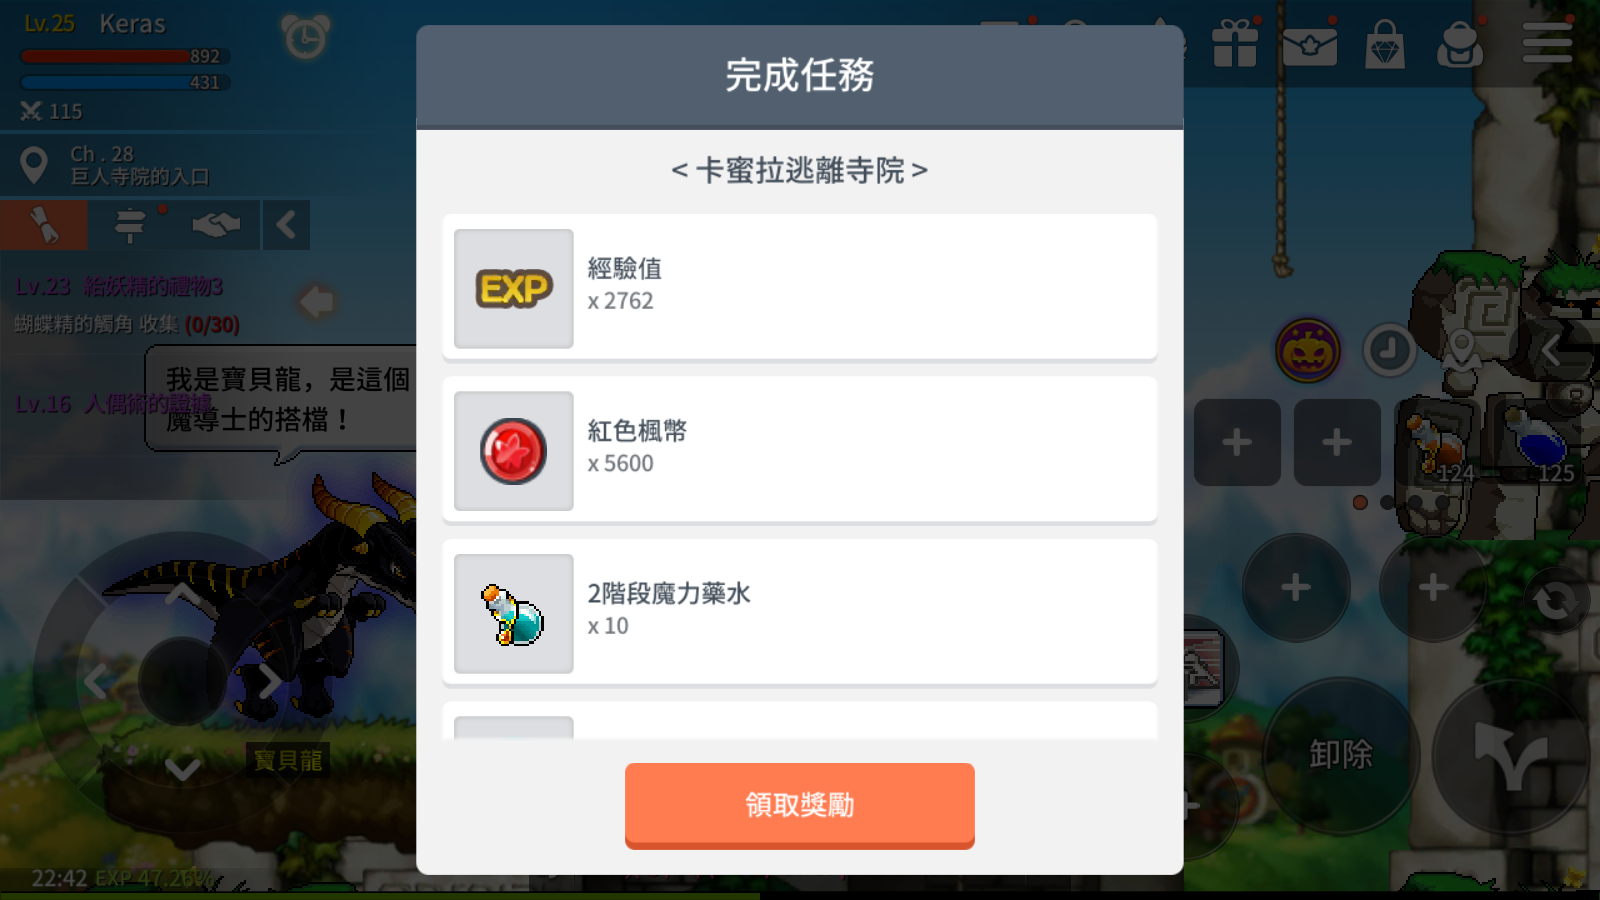 Lv.25 Keras
892
431
115
Ch . 28
巨人寺院的入口
Lv.23 給妖精的禮物3
蝴蝶精的觸角 收集 (0/30)
Lv.16 人偶術的證據
我是寶貝龍，是這個
魔導士的搭檔！
寶貝龍
22:42 EXP 47.26%
完成任務
< 卡蜜拉逃離寺院 >
EXP
經驗值
x 2762
紅色楓幣
x 5600
2階段魔力藥水
x 10
領取獎勵
124
125
卸除